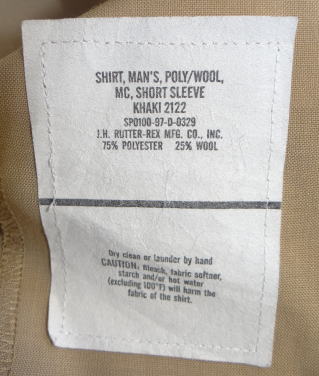 SHIRT, MAN'S, POLY/WOOL,
MC, SHORT SLEEVE
KHAKI 2122
SP0100-97-D-0329
J.H. RUTTER-REX MFG. CO., INC.
75% POLYESTER 25% WOOL
Dry clean or launder by hand
CAUTION: Bleach, fabric softner,
starch and/or hot water
(excluding 100°F) will harm the
fabric of the shirt.